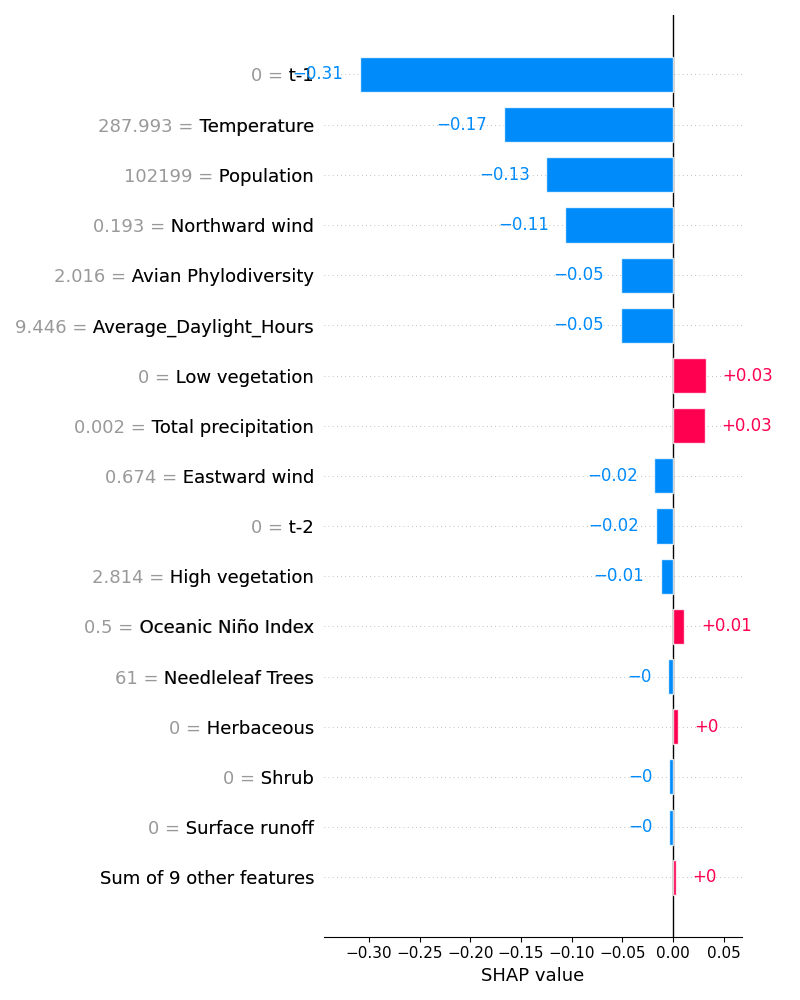 0 = t-1 −0.31
287.993 = Temperature −0.17
102199 = Population −0.13
0.193 = Northward wind −0.11
2.016 = Avian Phylodiversity −0.05
9.446 = Average_Daylight_Hours −0.05
0 = Low vegetation +0.03
0.002 = Total precipitation +0.03
0.674 = Eastward wind −0.02
0 = t-2 −0.02
2.814 = High vegetation −0.01
0.5 = Oceanic Niño Index +0.01
61 = Needleleaf Trees −0
0 = Herbaceous +0
0 = Shrub −0
0 = Surface runoff −0
Sum of 9 other features +0
−0.30 −0.25 −0.20 −0.15 −0.10 −0.05 0.00 0.05
SHAP value